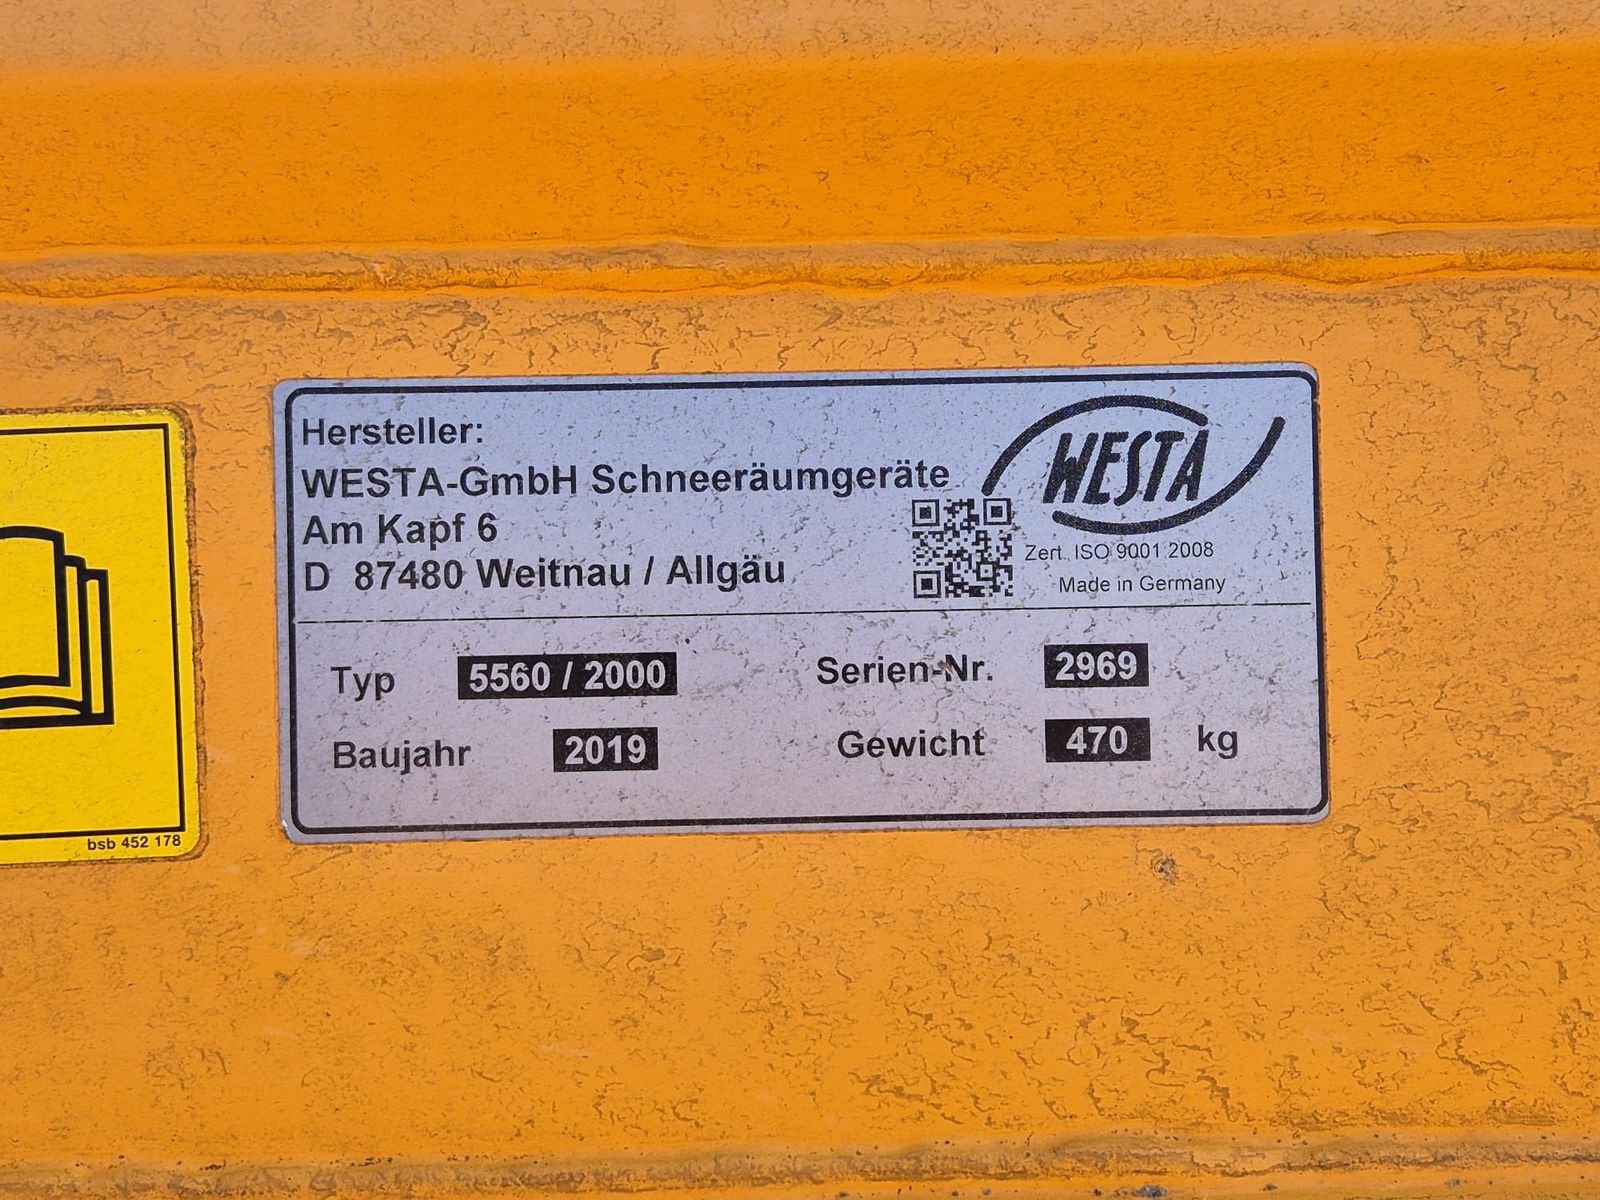 Hersteller:
WESTA-GmbH Schneeräumgeräte
Am Kapf 6
D 87480 Weitnau / Allgäu
WESTA
Zert. ISO 9001:2008
Made in Germany
Typ 5560 / 2000 Serien-Nr. 2969
Baujahr 2019 Gewicht 470 kg
bsb 452 178